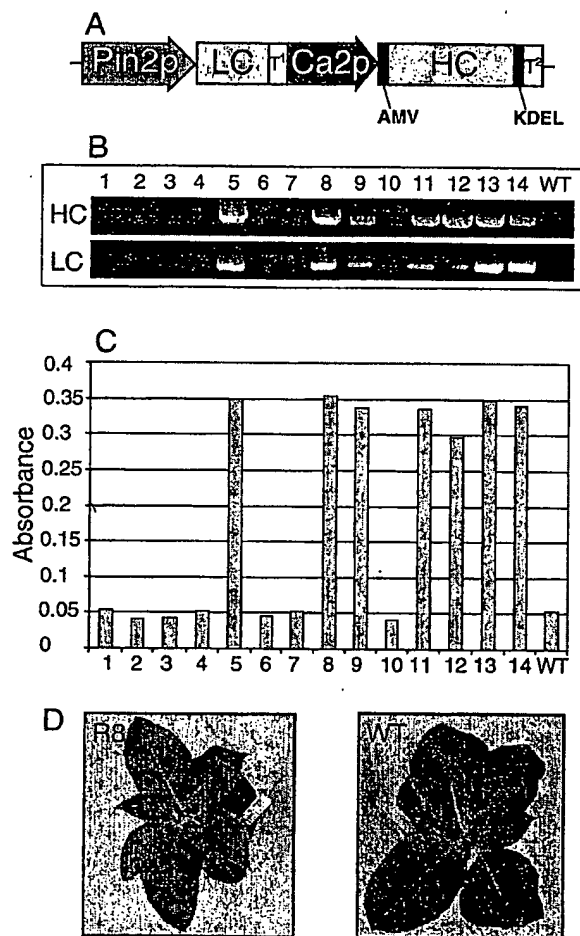 A
Pin2p LC T¹ Ca2p HC T²
AMV KDEL
B
1 2 3 4 5 6 7 8 9 10 11 12 13 14 WT
HC
LC
C
0.4
0.35
0.3
0.25
0.2
0.15
0.1
0.05
0
Absorbance
1 2 3 4 5 6 7 8 9 10 11 12 13 14 WT
D
R8 WT